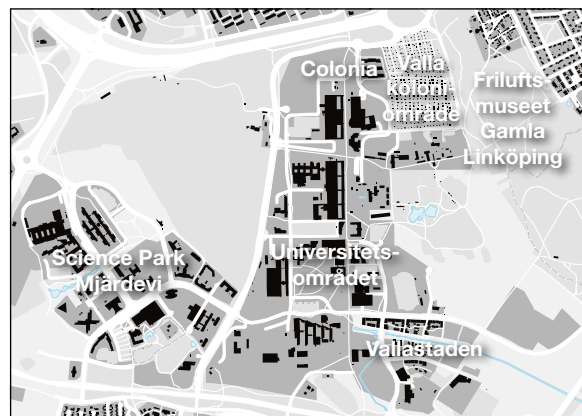 Colonia
Valla
koloni-
område
Frilufts-
museet
Gamla
Linköping
Science Park
Mjärdevi
Universitets-
området
Vallastaden